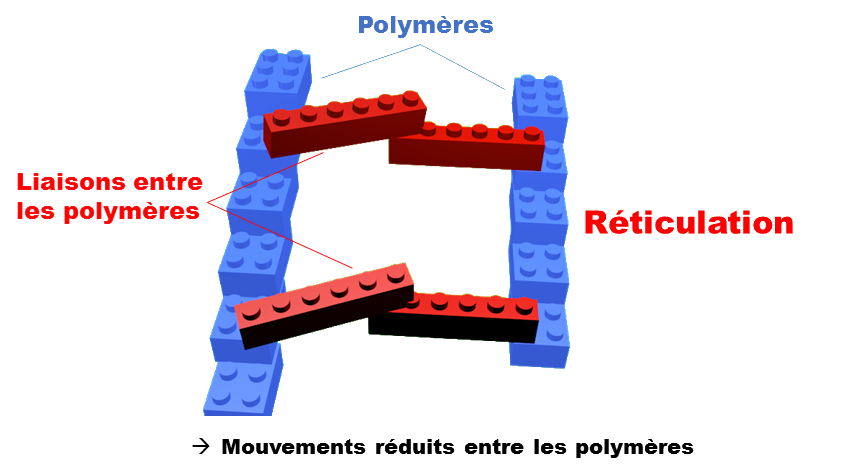 Polymères
Liaisons entre
les polymères
Réticulation
→ Mouvements réduits entre les polymères